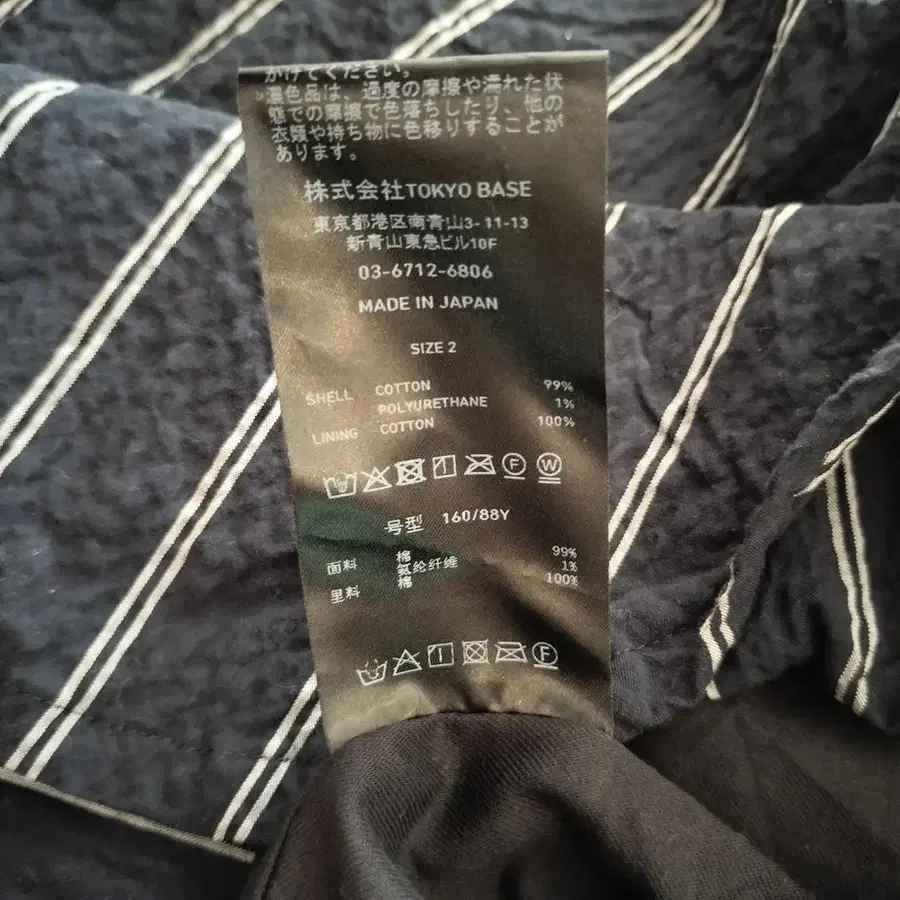 かけてください。
濃色品は、過度の摩擦や濡れた状
態での摩擦で色落ちしたり、他の
衣類や持ち物に色移りすることが
あります。
株式会社TOKYO BASE
東京都港区南青山3-11-13
新青山東急ビル10F
03-6712-6806
MADE IN JAPAN
SIZE 2
SHELL COTTON 99%
POLYURETHANE 1%
LINING COTTON 100%
F W
号型 160/88Y
面料 棉 99%
氨纶纤维 1%
里料 棉 100%
F